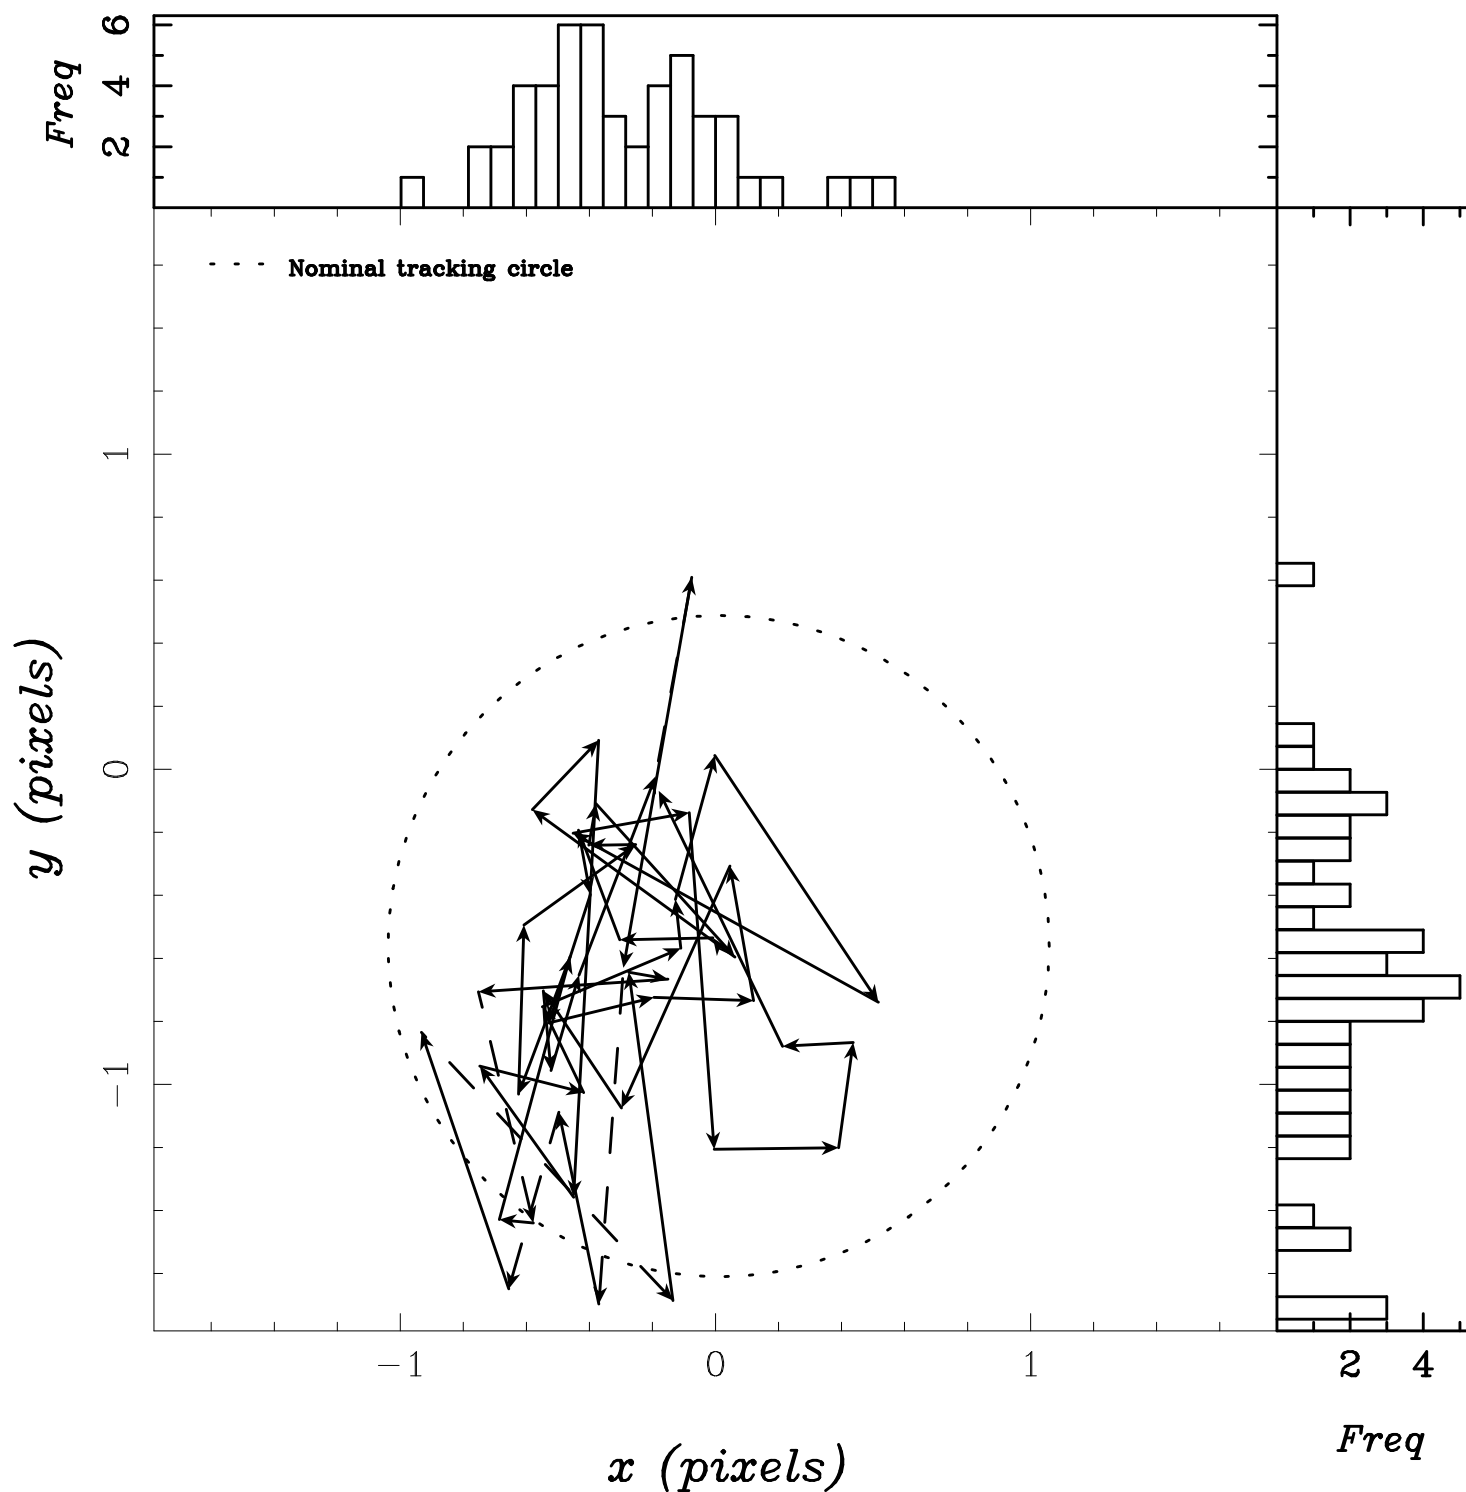 Freq
6
4
2
Nominal tracking circle
1
0
−1
y (pixels)
−1 0 1
2 4
Freq
x (pixels)